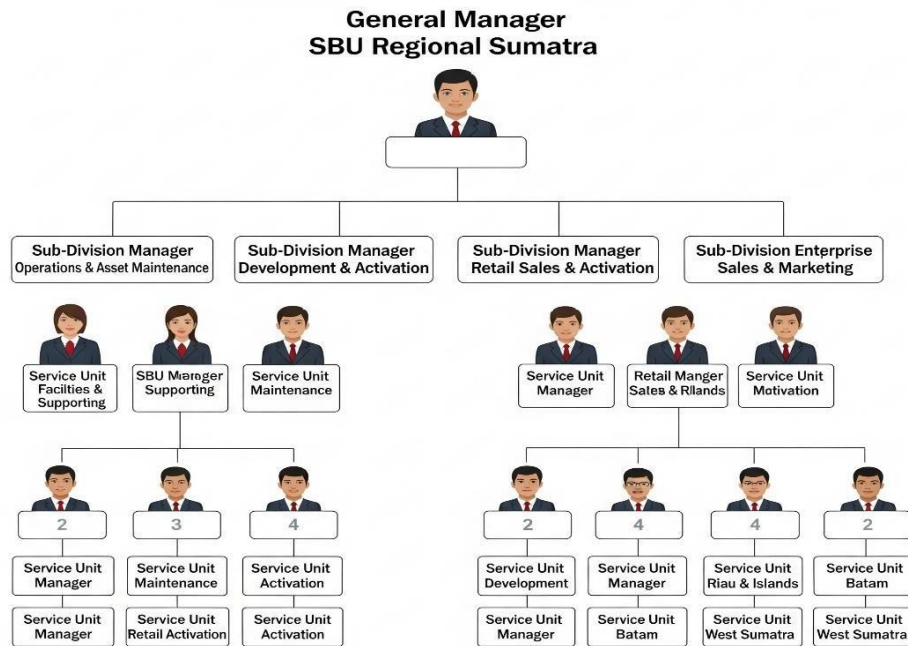 General Manager
SBU Regional Sumatra
Sub-Division Manager
Operations & Asset Maintenance
Sub-Division Manager
Development & Activation
Sub-Division Manager
Retail Sales & Activation
Sub-Division Enterprise
Sales & Marketing
Service Unit
Facilties &
Supporting
SBU
Supporting
Service Unit
Maintenance
Service Unit
Manager
Retail Manger
Sales &
Service Unit
Motivation
2
3
4
2
4
4
2
Service Unit
Manager
Service Unit
Maintenance
Service Unit
Activation
Service Unit
Development
Service Unit
Manager
Service Unit
Riau & Islands
Service Unit
Batam
Service Unit
Manager
Service Unit
Retail Activation
Service Unit
Activation
Service Unit
Manager
Service Unit
Batam
Service Unit
West Sumatra
Service Unit
West Sumatra